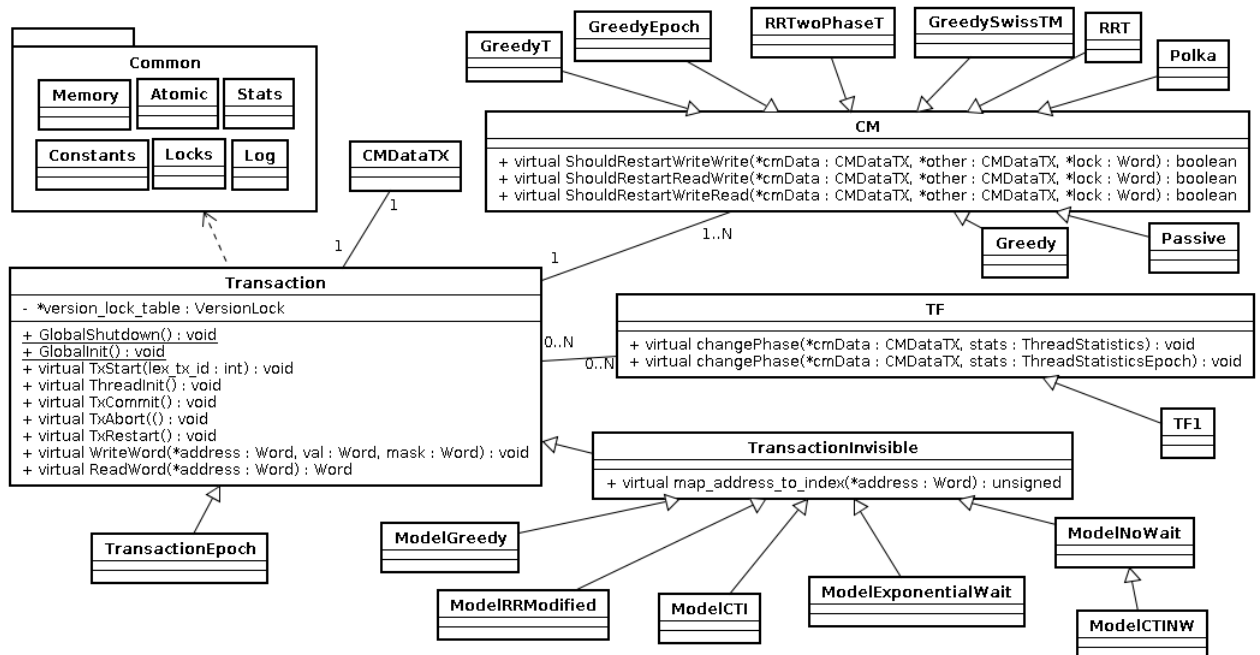 Common
Memory
Atomic
Stats
Constants
Locks
Log
CMDataTX
GreedyT
GreedyEpoch
RRTwoPhaseT
GreedySwissTM
RRT
Polka
CM
+ virtual ShouldRestartWriteWrite(*cmData : CMDataTX, *other : CMDataTX, *lock : Word) : boolean
+ virtual ShouldRestartReadWrite(*cmData : CMDataTX, *other : CMDataTX, *lock : Word) : boolean
+ virtual ShouldRestartWriteRead(*cmData : CMDataTX, *other : CMDataTX, *lock : Word) : boolean
Greedy
Passive
1
1
1..N
1
Transaction
- *version_lock_table : VersionLock
+ GlobalShutdown() : void
+ GlobalInit() : void
+ virtual TxStart(lex_tx_id : int) : void
+ virtual ThreadInit() : void
+ virtual TxCommit() : void
+ virtual TxAbort(() : void
+ virtual TxRestart() : void
+ virtual WriteWord(*address : Word, val : Word, mask : Word) : void
+ virtual ReadWord(*address : Word) : Word
0..N
0..N
TF
+ virtual changePhase(*cmData : CMDataTX, stats : ThreadStatistics) : void
+ virtual changePhase(*cmData : CMDataTX, stats : ThreadStatisticsEpoch) : void
TF1
TransactionInvisible
+ virtual map_address_to_index(*address : Word) : unsigned
TransactionEpoch
ModelGreedy
ModelRRModified
ModelCTI
ModelExponentialWait
ModelNoWait
ModelCTINW